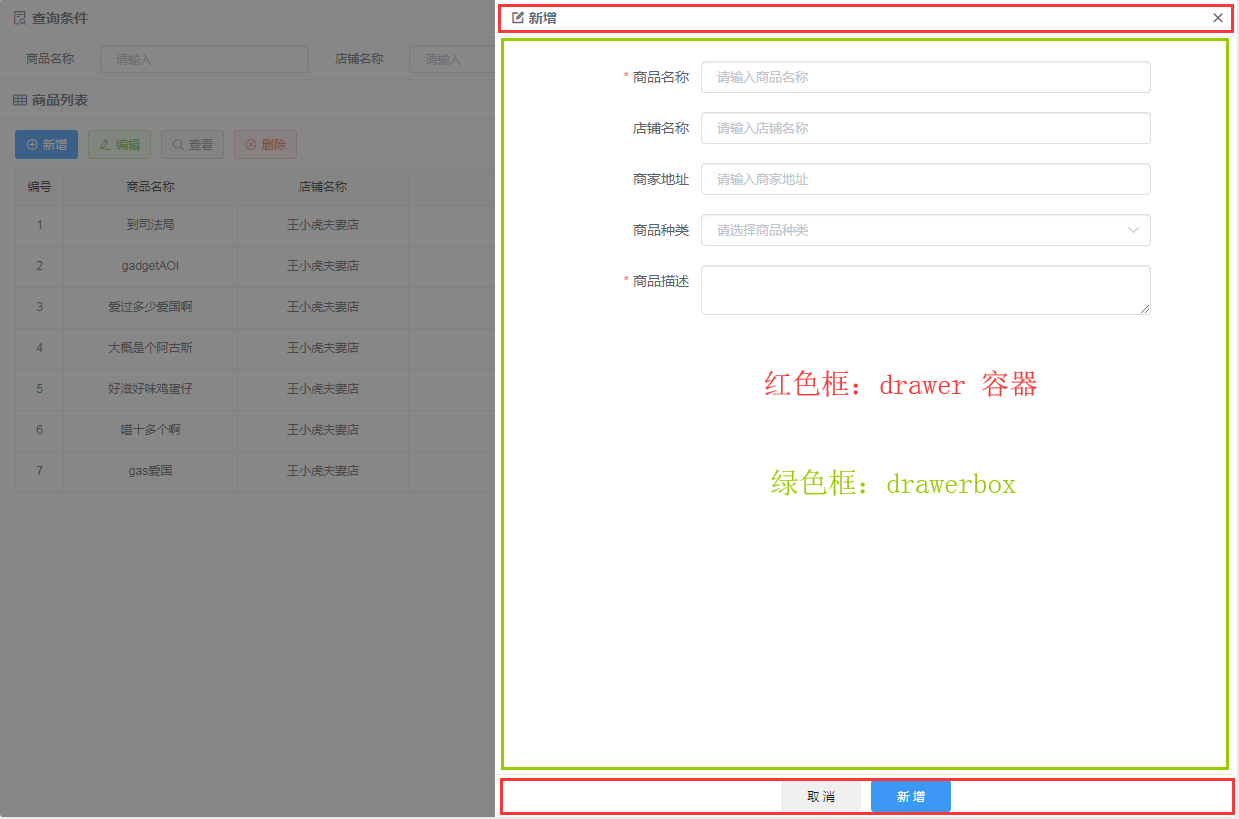 查询条件
商品名称 请输入 店铺名称 请输入
商品列表
新增 编辑 查看 删除
编号 商品名称 店铺名称
1 到司法局 王小虎夫妻店
2 gadgetAOI 王小虎夫妻店
3 爱过多少爱国啊 王小虎夫妻店
4 大概是个阿古斯 王小虎夫妻店
5 好滋好味鸡蛋仔 王小虎夫妻店
6 喵十多个啊 王小虎夫妻店
7 gas爱国 王小虎夫妻店
新增
* 商品名称 请输入商品名称
店铺名称 请输入店铺名称
商家地址 请输入商家地址
商品种类 请选择商品种类
* 商品描述
红色框：drawer 容器
绿色框：drawerbox
取 消 新 增